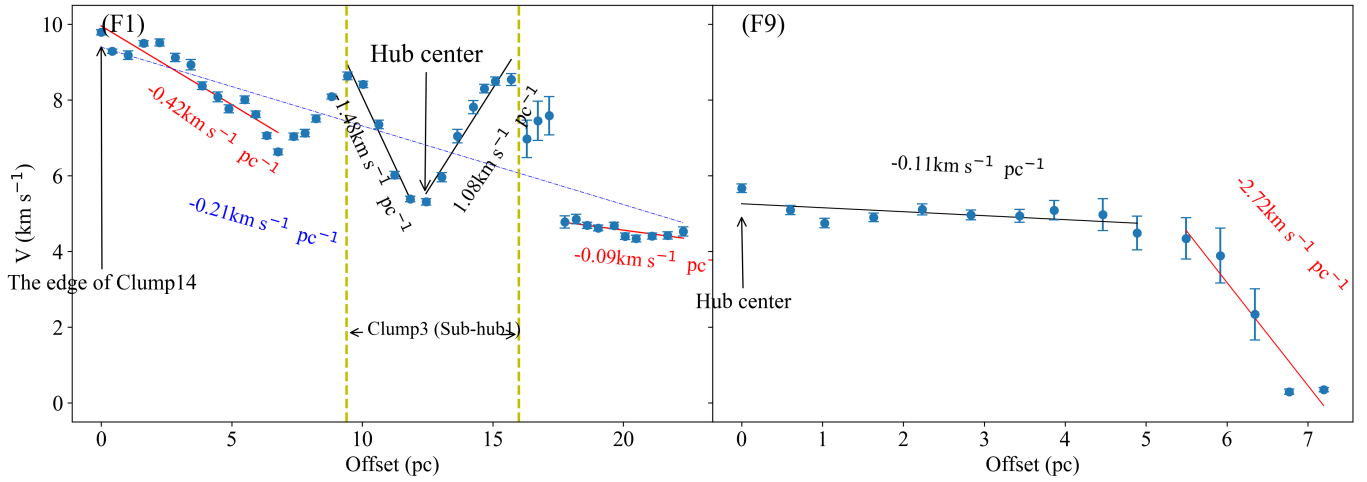 (F1)
(F9)
10
8
6
4
2
0
V (km s⁻¹)
-0.42km s⁻¹ pc⁻¹
Hub center
-1.48km s⁻¹ pc⁻¹
1.08km s⁻¹ pc⁻¹
-0.21km s⁻¹ pc⁻¹
-0.09km s⁻¹ pc⁻
The edge of Clump14
Clump3 (Sub-hub1)
-0.11km s⁻¹ pc⁻¹
-2.72km s⁻¹ pc⁻¹
Hub center
0 5 10 15 20
0 1 2 3 4 5 6 7
Offset (pc)
Offset (pc)